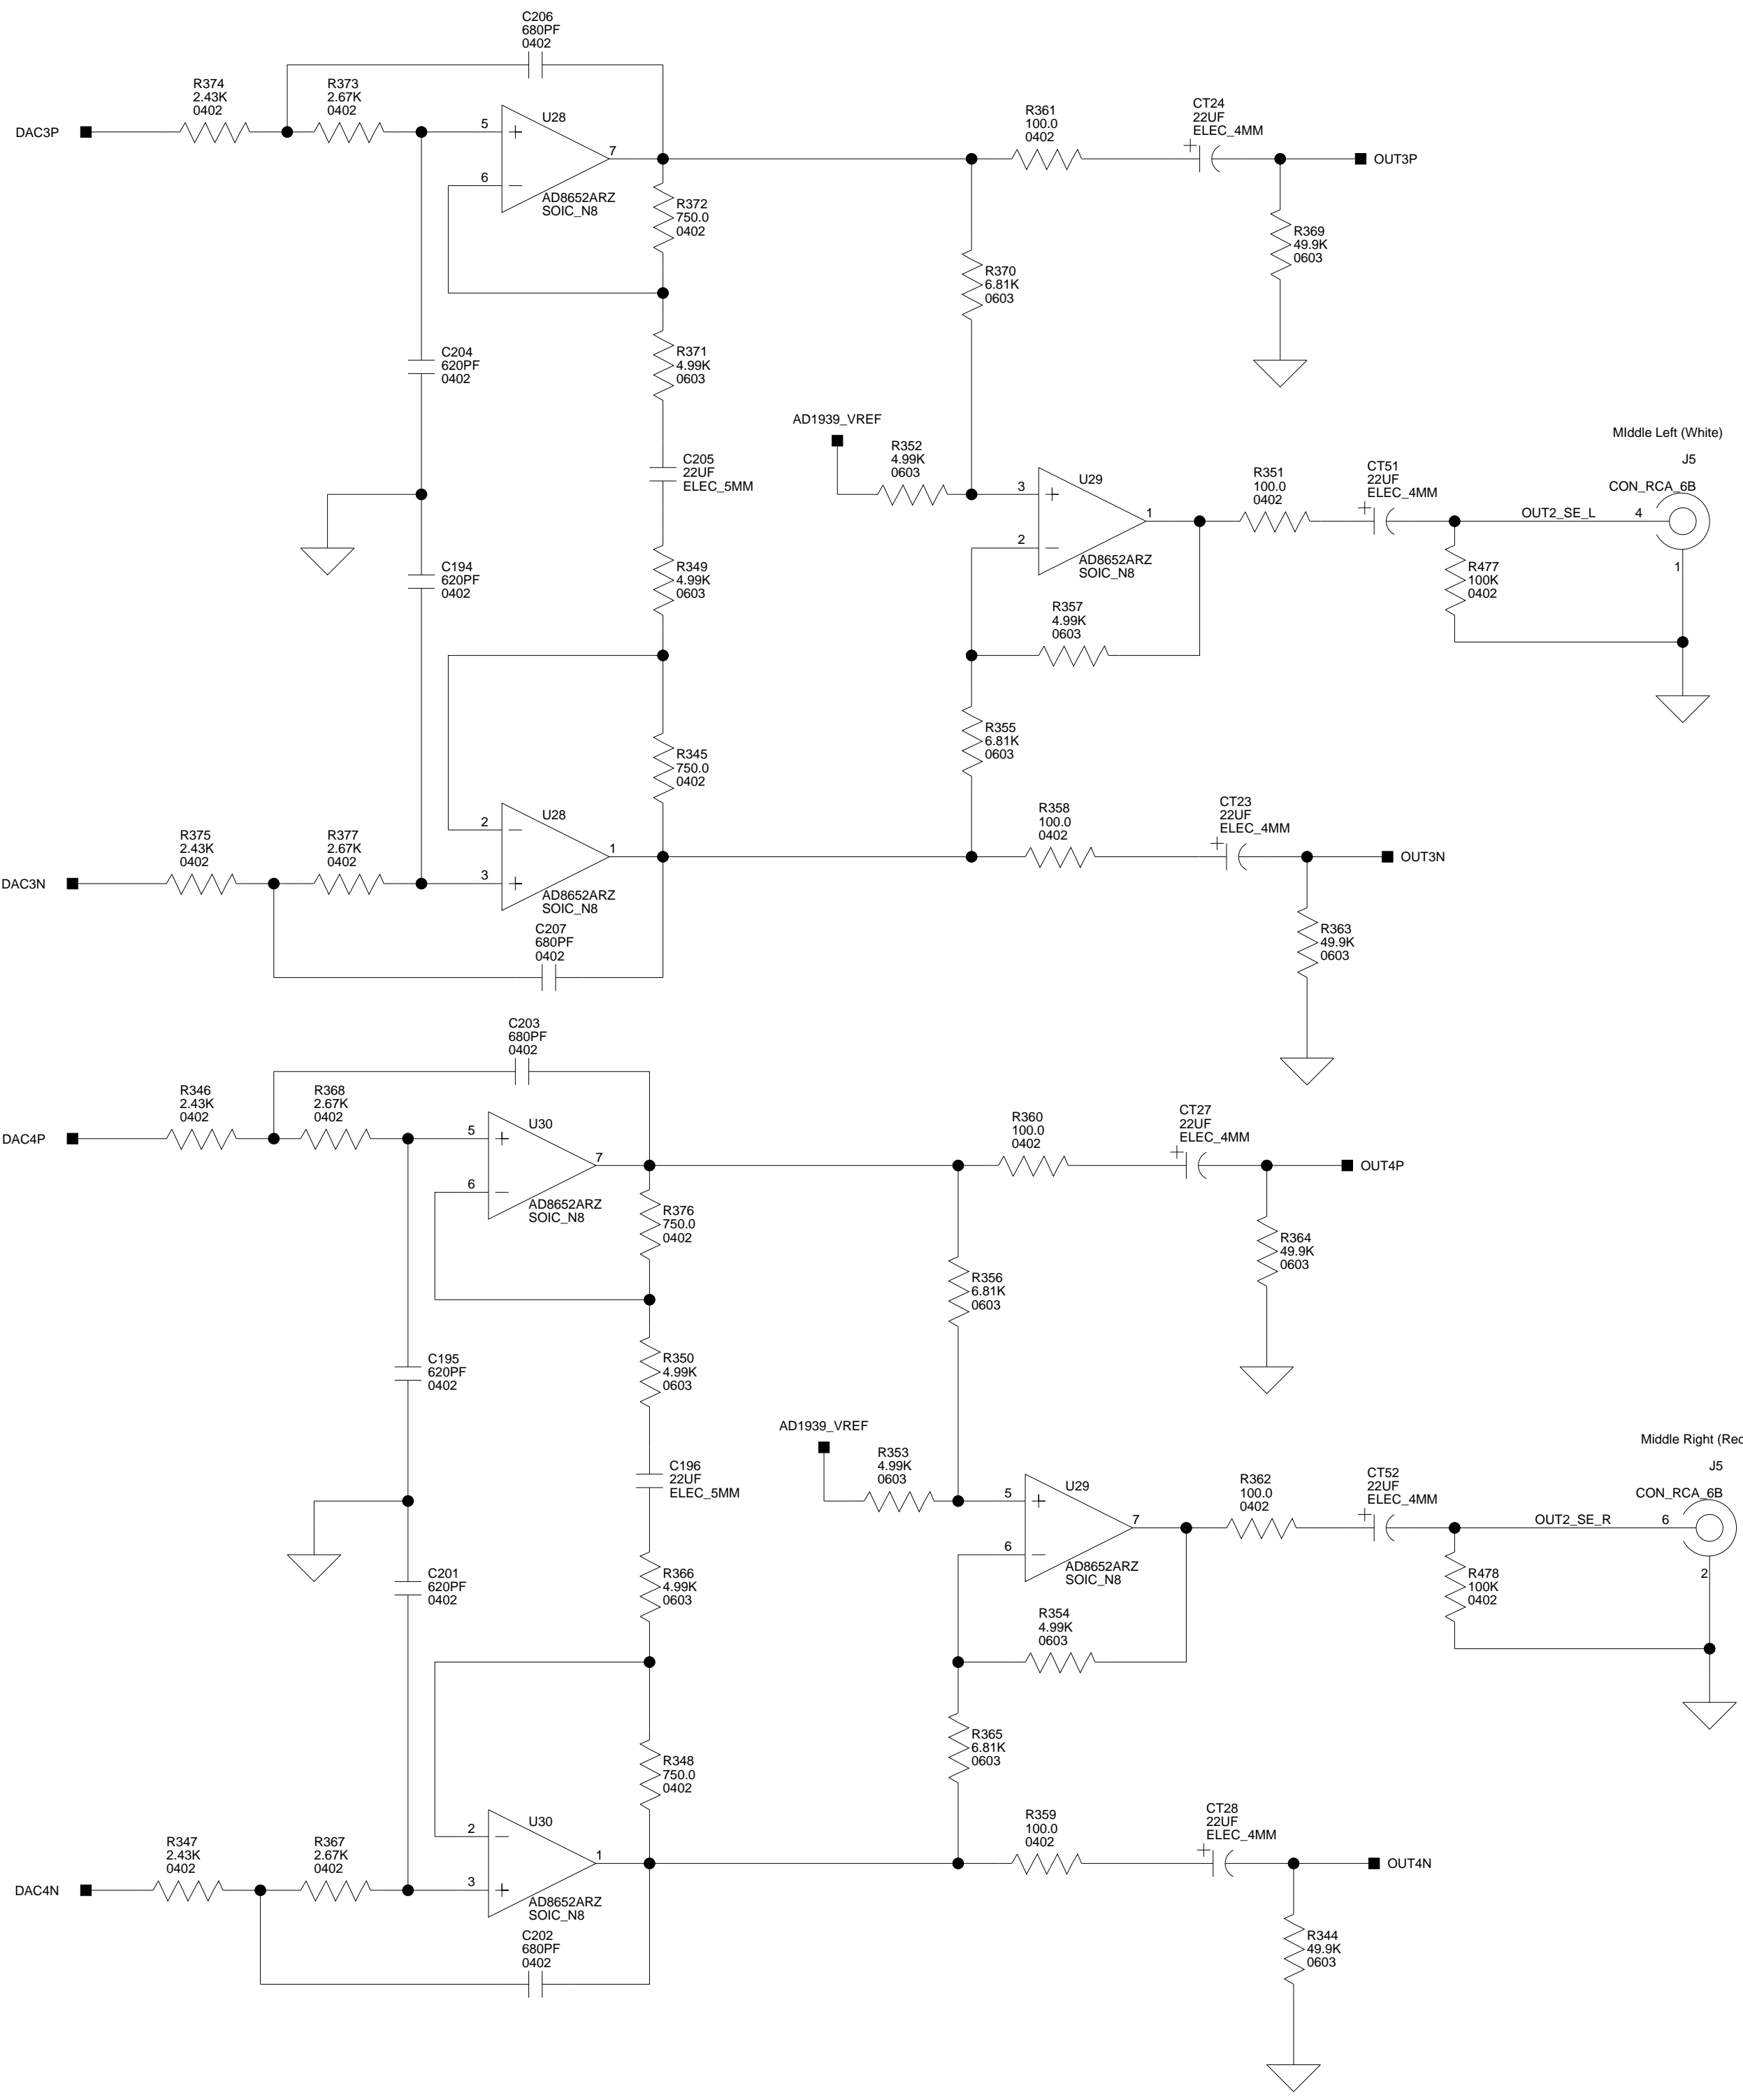 C206
680PF
0402
R374
2.43K
0402
R373
2.67K
0402
DAC3P
5
6
7
U28
AD8652ARZ
SOIC_N8
R372
750.0
0402
R361
100.0
0402
CT24
22UF
ELEC_4MM
+
OUT3P
R369
49.9K
0603
R370
6.81K
0603
C204
620PF
0402
R371
4.99K
0603
AD1939_VREF
R352
4.99K
0603
C205
22UF
ELEC_5MM
3
2
1
U29
AD8652ARZ
SOIC_N8
R351
100.0
0402
CT51
22UF
ELEC_4MM
+
MIddle Left (White)
J5
CON_RCA_6B
OUT2_SE_L
4
1
R477
100K
0402
C194
620PF
0402
R349
4.99K
0603
R357
4.99K
0603
R355
6.81K
0603
R345
750.0
0402
R375
2.43K
0402
R377
2.67K
0402
DAC3N
2
3
1
U28
AD8652ARZ
SOIC_N8
C207
680PF
0402
R358
100.0
0402
CT23
22UF
ELEC_4MM
+
OUT3N
R363
49.9K
0603
C203
680PF
0402
R346
2.43K
0402
R368
2.67K
0402
DAC4P
5
6
7
U30
AD8652ARZ
SOIC_N8
R376
750.0
0402
R360
100.0
0402
CT27
22UF
ELEC_4MM
+
OUT4P
R364
49.9K
0603
R356
6.81K
0603
C195
620PF
0402
R350
4.99K
0603
AD1939_VREF
R353
4.99K
0603
C196
22UF
ELEC_5MM
5
6
7
U29
AD8652ARZ
SOIC_N8
R362
100.0
0402
CT52
22UF
ELEC_4MM
+
Middle Right (Rec
J5
CON_RCA_6B
OUT2_SE_R
6
2
R478
100K
0402
C201
620PF
0402
R366
4.99K
0603
R354
4.99K
0603
R365
6.81K
0603
R348
750.0
0402
R347
2.43K
0402
R367
2.67K
0402
DAC4N
2
3
1
U30
AD8652ARZ
SOIC_N8
C202
680PF
0402
R359
100.0
0402
CT28
22UF
ELEC_4MM
+
OUT4N
R344
49.9K
0603